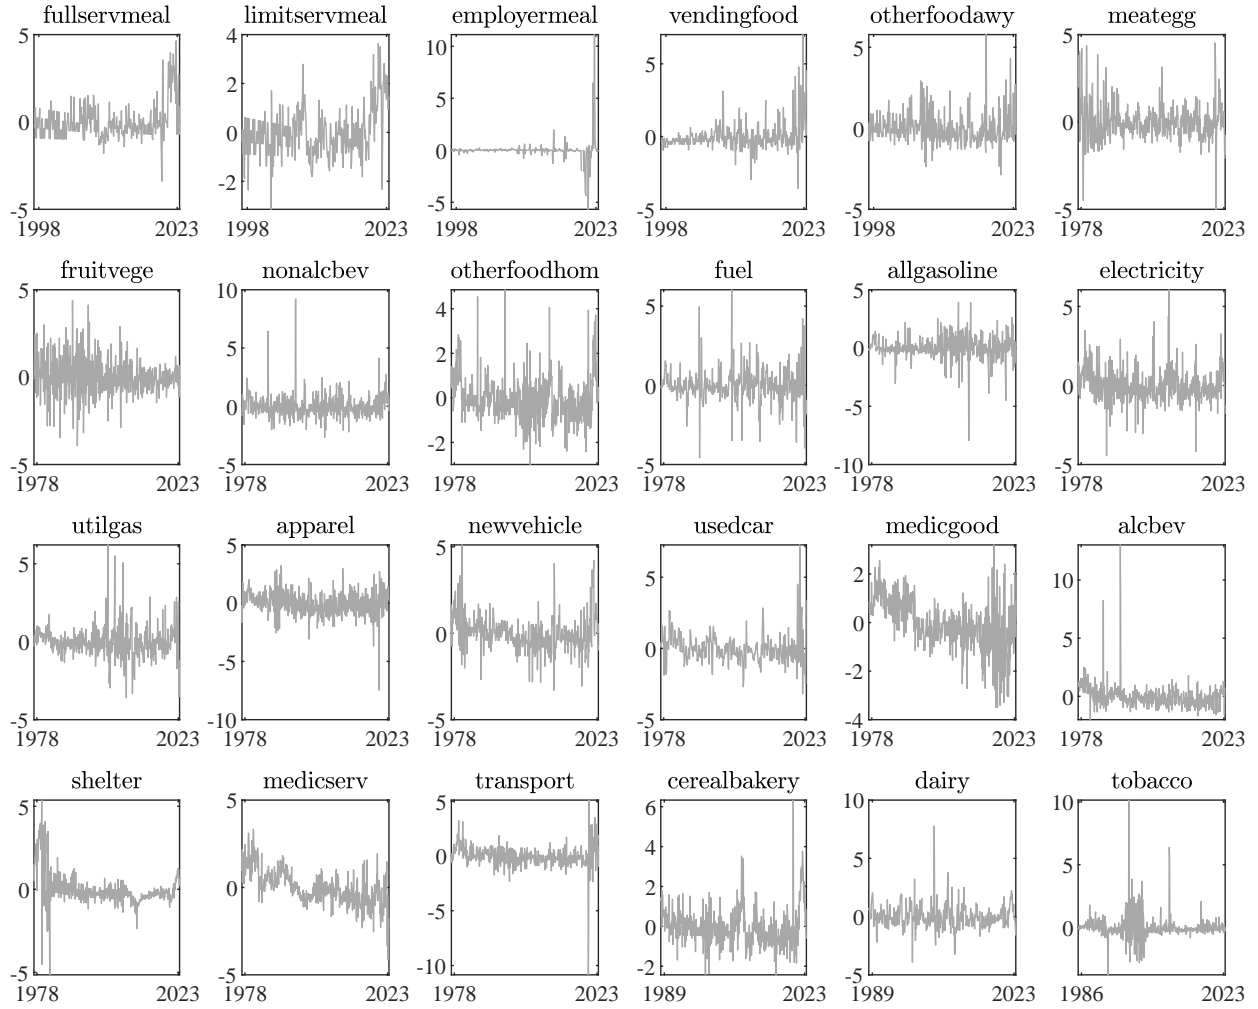 fullservmeal limitservmeal employermeal vendingfood otherfoodawy meategg
5 4 10 5 5 5
2 5
0 0 0 0 0 0
-2
-5 -5 -5 -5 -5
1998 2023 1998 2023 1998 2023 1998 2023 1998 2023 1978 2023
fruitvege nonalcbev otherfoodhom fuel allgasoline electricity
5 10 4 5 5 5
5 2 0
0 0 0 0 -5 0
-2
-5 -5 -5 -10 -5
1978 2023 1978 2023 1978 2023 1978 2023 1978 2023 1978 2023
utilgas apparel newvehicle usedcar medicgood alcbev
5 5 5 5 2 10
0 0 5
0 -5 0 0 -2 0
-5 -10 -5 -5 -4
1978 2023 1978 2023 1978 2023 1978 2023 1978 2023 1978 2023
shelter medicserv transport cerealbakery dairy tobacco
5 5 5 6 10 10
4
0 0 0 2 5 5
-5 0 0 0
-5 -5 -10 -2 -5
1978 2023 1978 2023 1978 2023 1989 2023 1989 2023 1986 2023